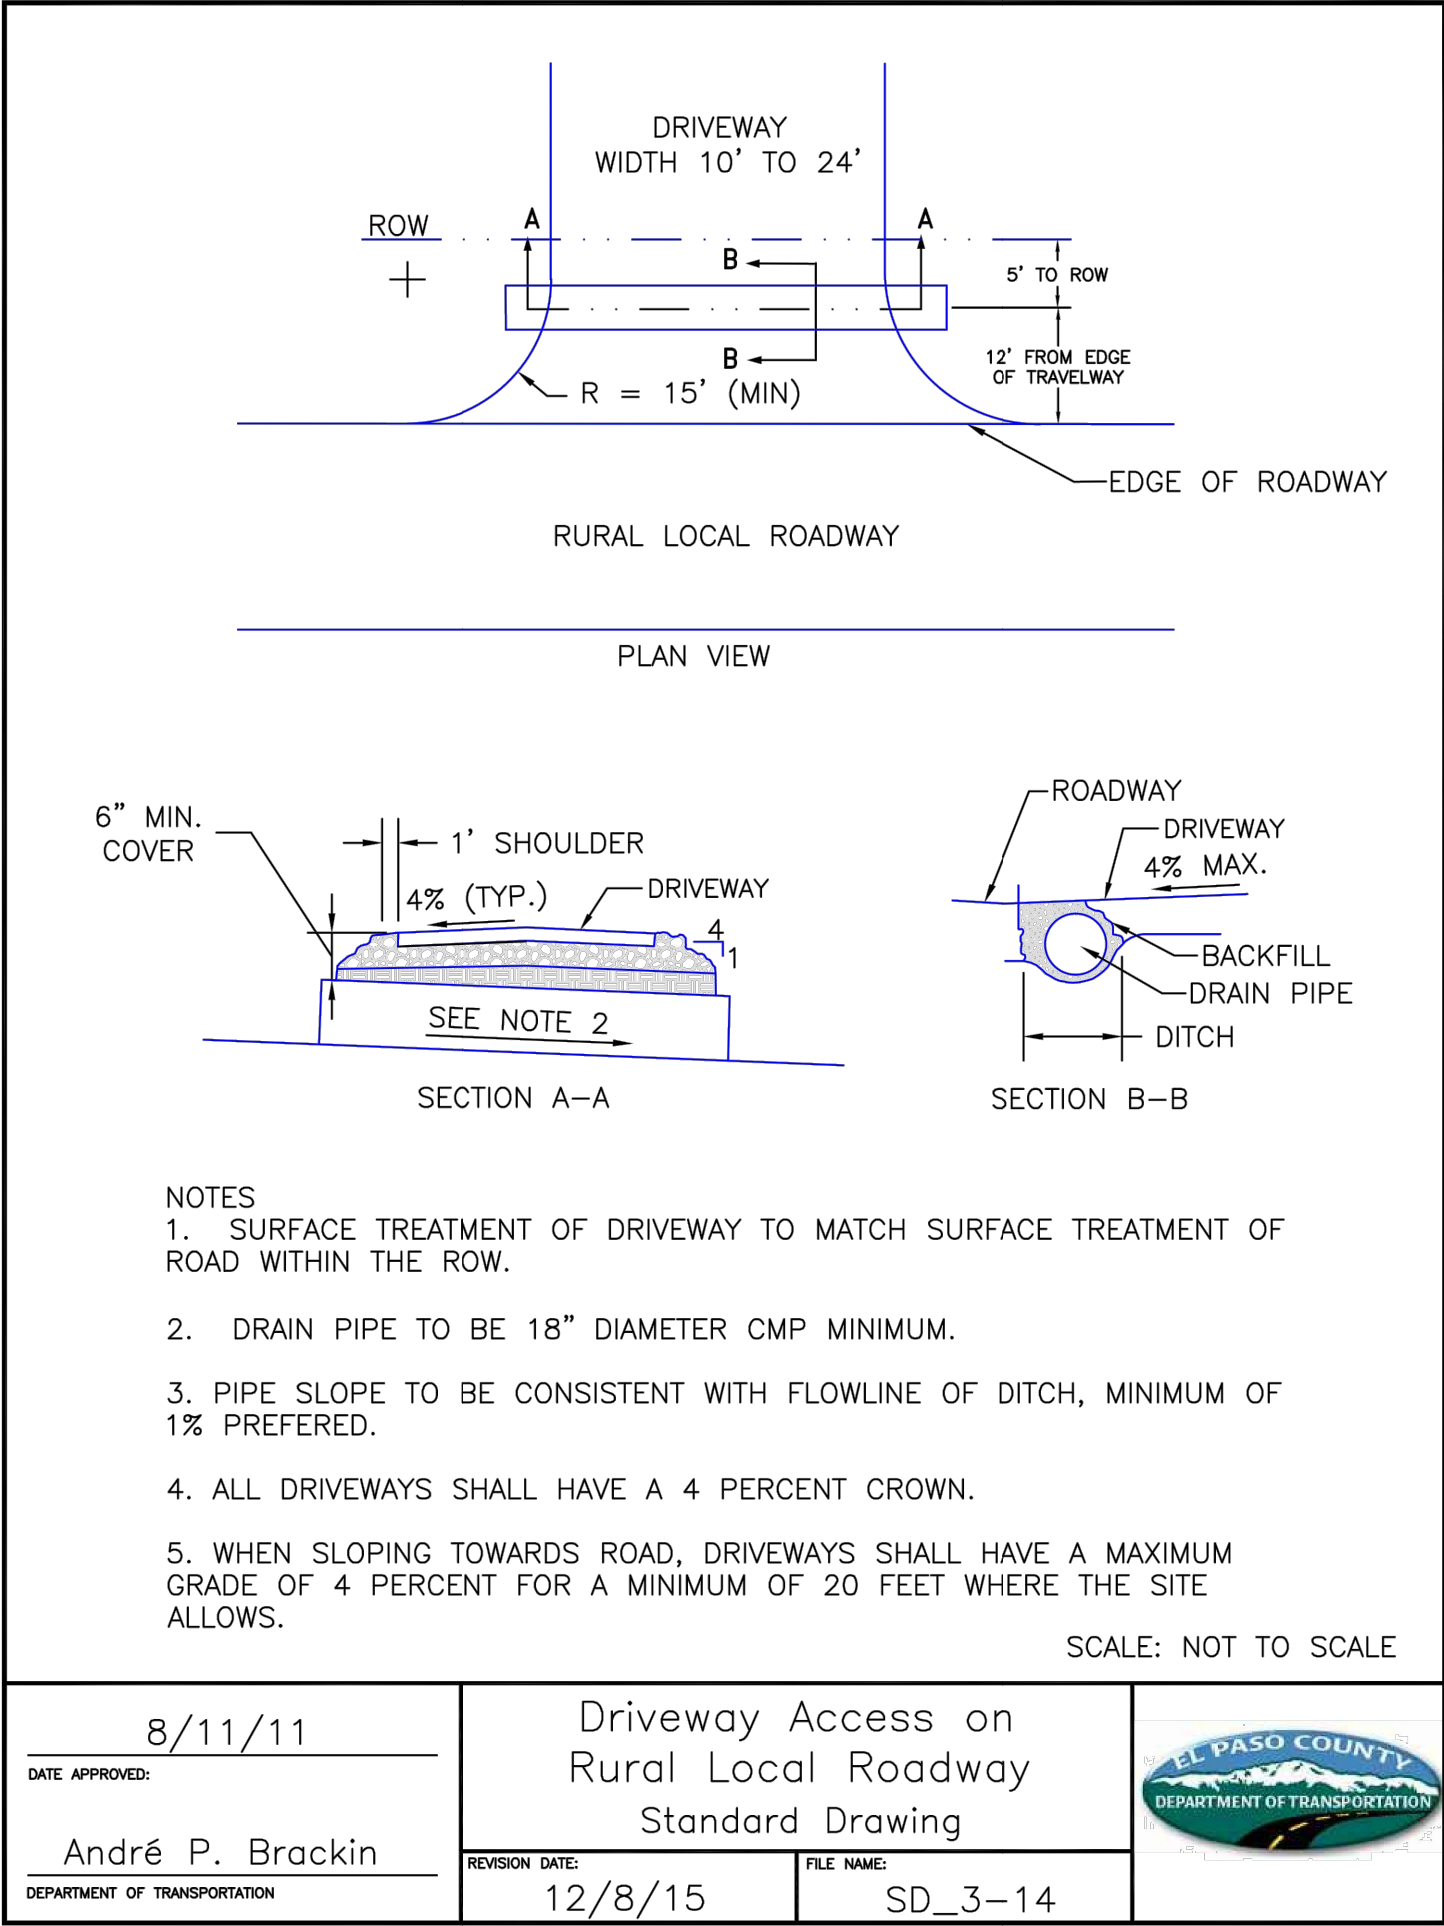 DRIVEWAY
WIDTH 10' TO 24'
ROW
A
A
B
5' TO ROW
B
12' FROM EDGE
OF TRAVELWAY
R = 15' (MIN)
EDGE OF ROADWAY
RURAL LOCAL ROADWAY
PLAN VIEW
6" MIN.
COVER
1' SHOULDER
4% (TYP.)
DRIVEWAY
4
1
SEE NOTE 2
SECTION A-A
ROADWAY
DRIVEWAY
4% MAX.
BACKFILL
DRAIN PIPE
DITCH
SECTION B-B
NOTES
1. SURFACE TREATMENT OF DRIVEWAY TO MATCH SURFACE TREATMENT OF
ROAD WITHIN THE ROW.
2. DRAIN PIPE TO BE 18" DIAMETER CMP MINIMUM.
3. PIPE SLOPE TO BE CONSISTENT WITH FLOWLINE OF DITCH, MINIMUM OF
1% PREFERED.
4. ALL DRIVEWAYS SHALL HAVE A 4 PERCENT CROWN.
5. WHEN SLOPING TOWARDS ROAD, DRIVEWAYS SHALL HAVE A MAXIMUM
GRADE OF 4 PERCENT FOR A MINIMUM OF 20 FEET WHERE THE SITE
ALLOWS.
SCALE: NOT TO SCALE
8/11/11
DATE APPROVED:
André P. Brackin
DEPARTMENT OF TRANSPORTATION
Driveway Access on
Rural Local Roadway
Standard Drawing
REVISION DATE:
12/8/15
FILE NAME:
SD_3-14
EL PASO COUNTY
DEPARTMENT OF TRANSPORTATION